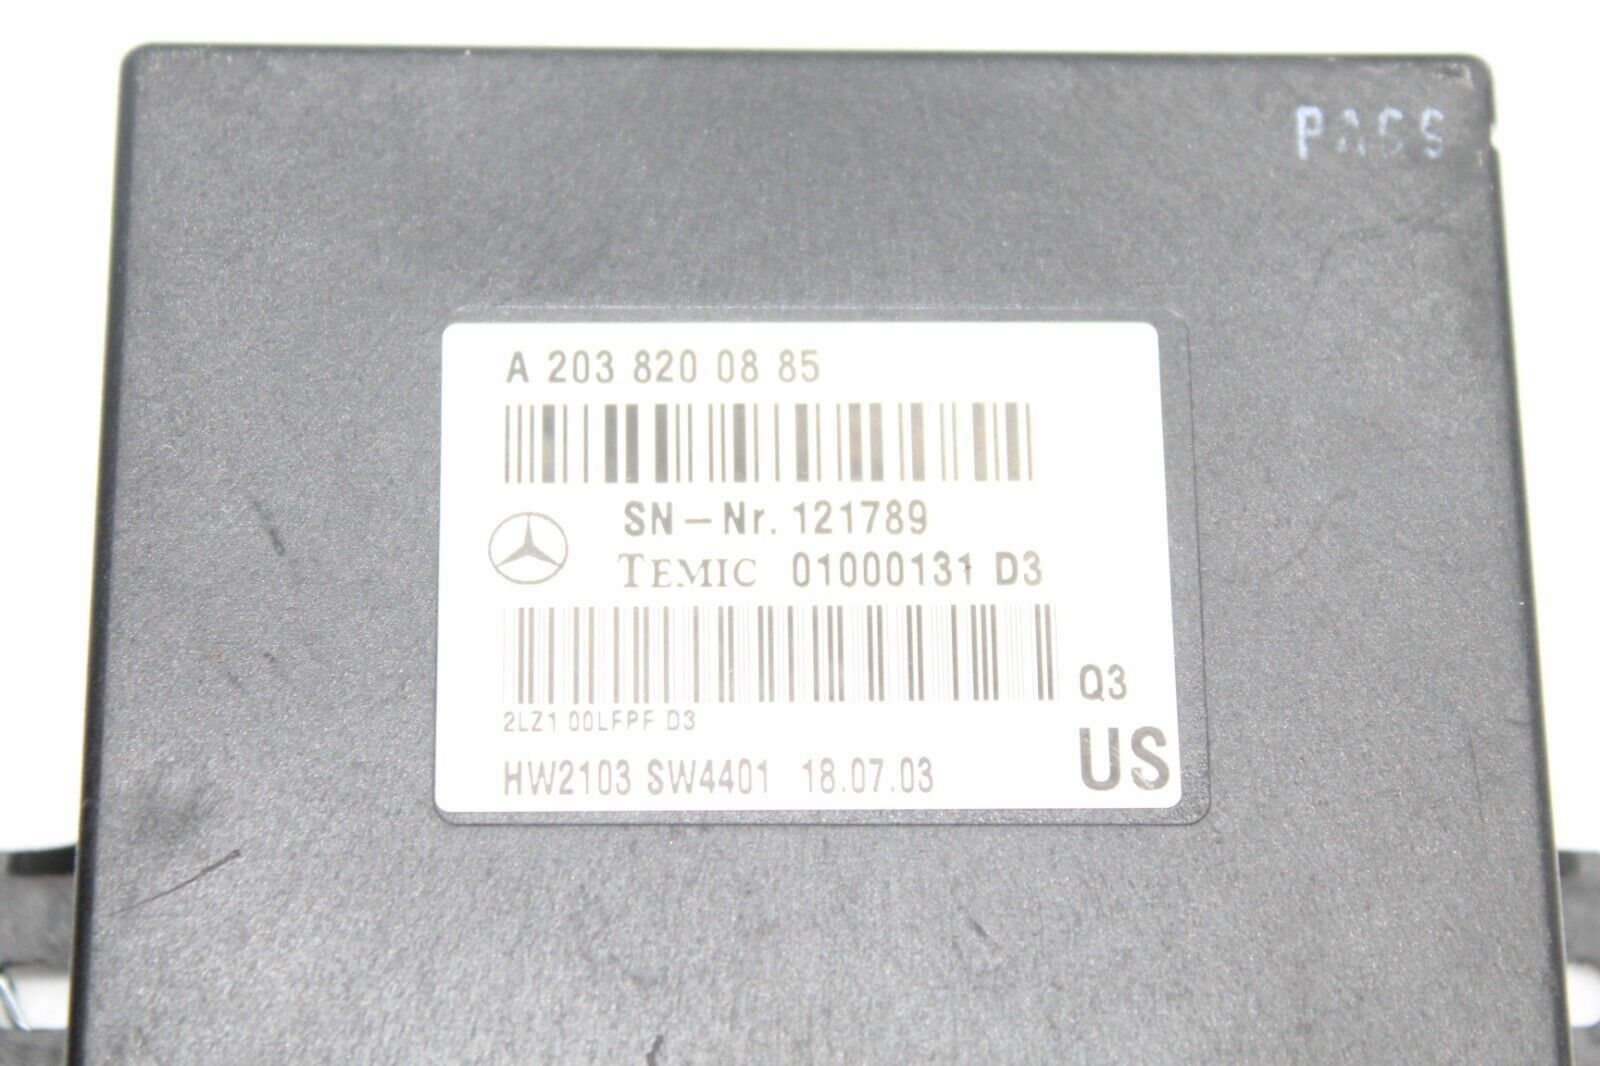 PASS
A 203 820 08 85
SN-Nr. 121789
TEMIC 01000131 D3
Q3
2LZ1 00LFPF D3
US
HW2103 SW4401 18.07.03